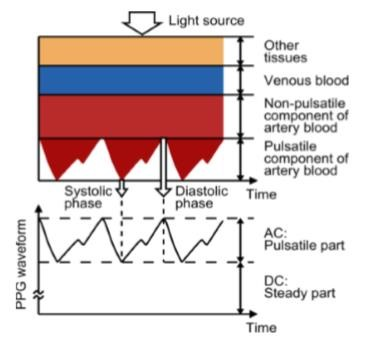 Light source
Other
tissues
Venous blood
Non-pulsatile
component of
artery blood
Pulsatile
component of
artery blood
Systolic
phase
Diastolic
phase
Time
PPG waveform
AC:
Pulsatile part
DC:
Steady part
Time